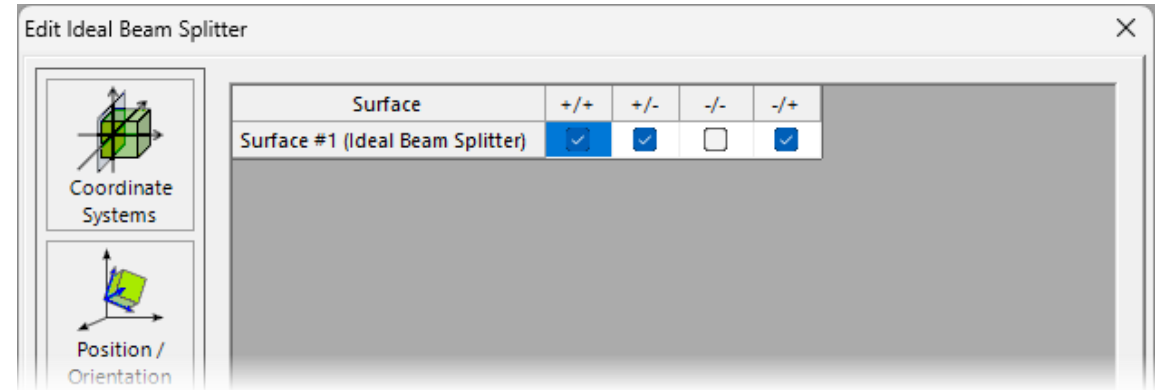 Edit Ideal Beam Splitter
Surface +/+ +/- -/- -/+
Surface #1 (Ideal Beam Splitter)
Coordinate
Systems
Position /
Orientation